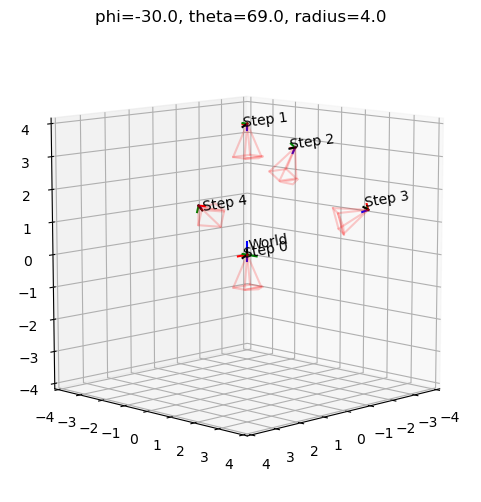 phi=-30.0, theta=69.0, radius=4.0
Step 1
Step 2
Step 3
Step 4
World
Step 0
4
3
2
1
0
−1
−2
−3
−4
−4 −3 −2 −1 0 1 2 3 4
4 3 2 1 0 −1 −2 −3 −4